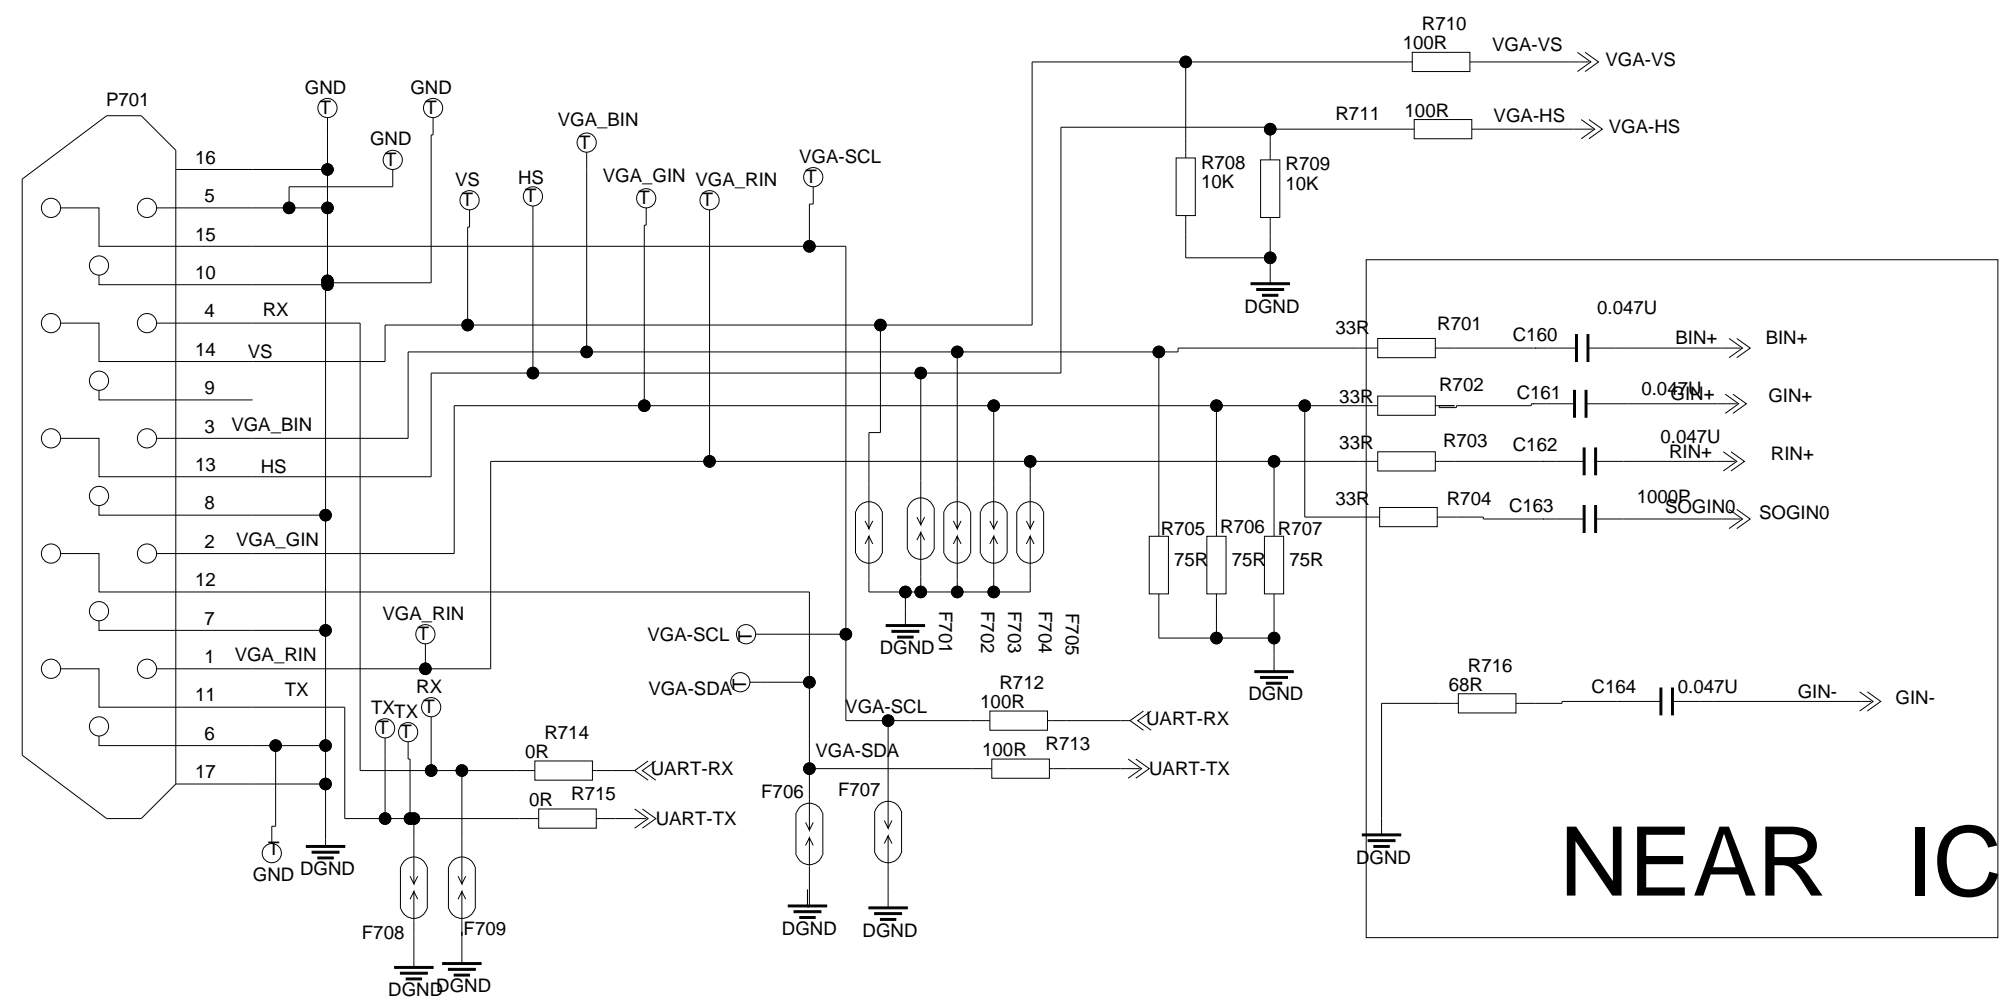 R710
100R
VGA-VS
VGA-VS
R711
100R
VGA-HS
VGA-HS
P701
GND
GND
GND
VGA_BIN
VS
HS
VGA_GIN
VGA_RIN
VGA-SCL
R708
10K
R709
10K
DGND
16
5
15
10
4
RX
14
VS
9
3
VGA_BIN
13
HS
8
2
VGA_GIN
12
7
1
VGA_RIN
11
TX
6
17
33R
R701
C160
0.047U
BIN+
BIN+
33R
R702
C161
0.047U
GIN+
GIN+
33R
R703
C162
0.047U
RIN+
RIN+
33R
R704
C163
1000P
SOGIN0
SOGIN0
R705
75R
R706
75R
R707
75R
DGND
DGND
F701
F702
F703
F704
F705
VGA_RIN
RX
TX
TX
VGA-SCL
VGA-SDA
R712
100R
VGA-SCL
UART-RX
VGA-SDA
100R
R713
UART-TX
R714
0R
UART-RX
0R
R715
UART-TX
F706
F707
GND
DGND
F708
F709
DGND
DGND
DGND
DGND
R716
68R
C164
0.047U
GIN-
GIN-
DGND
NEAR IC